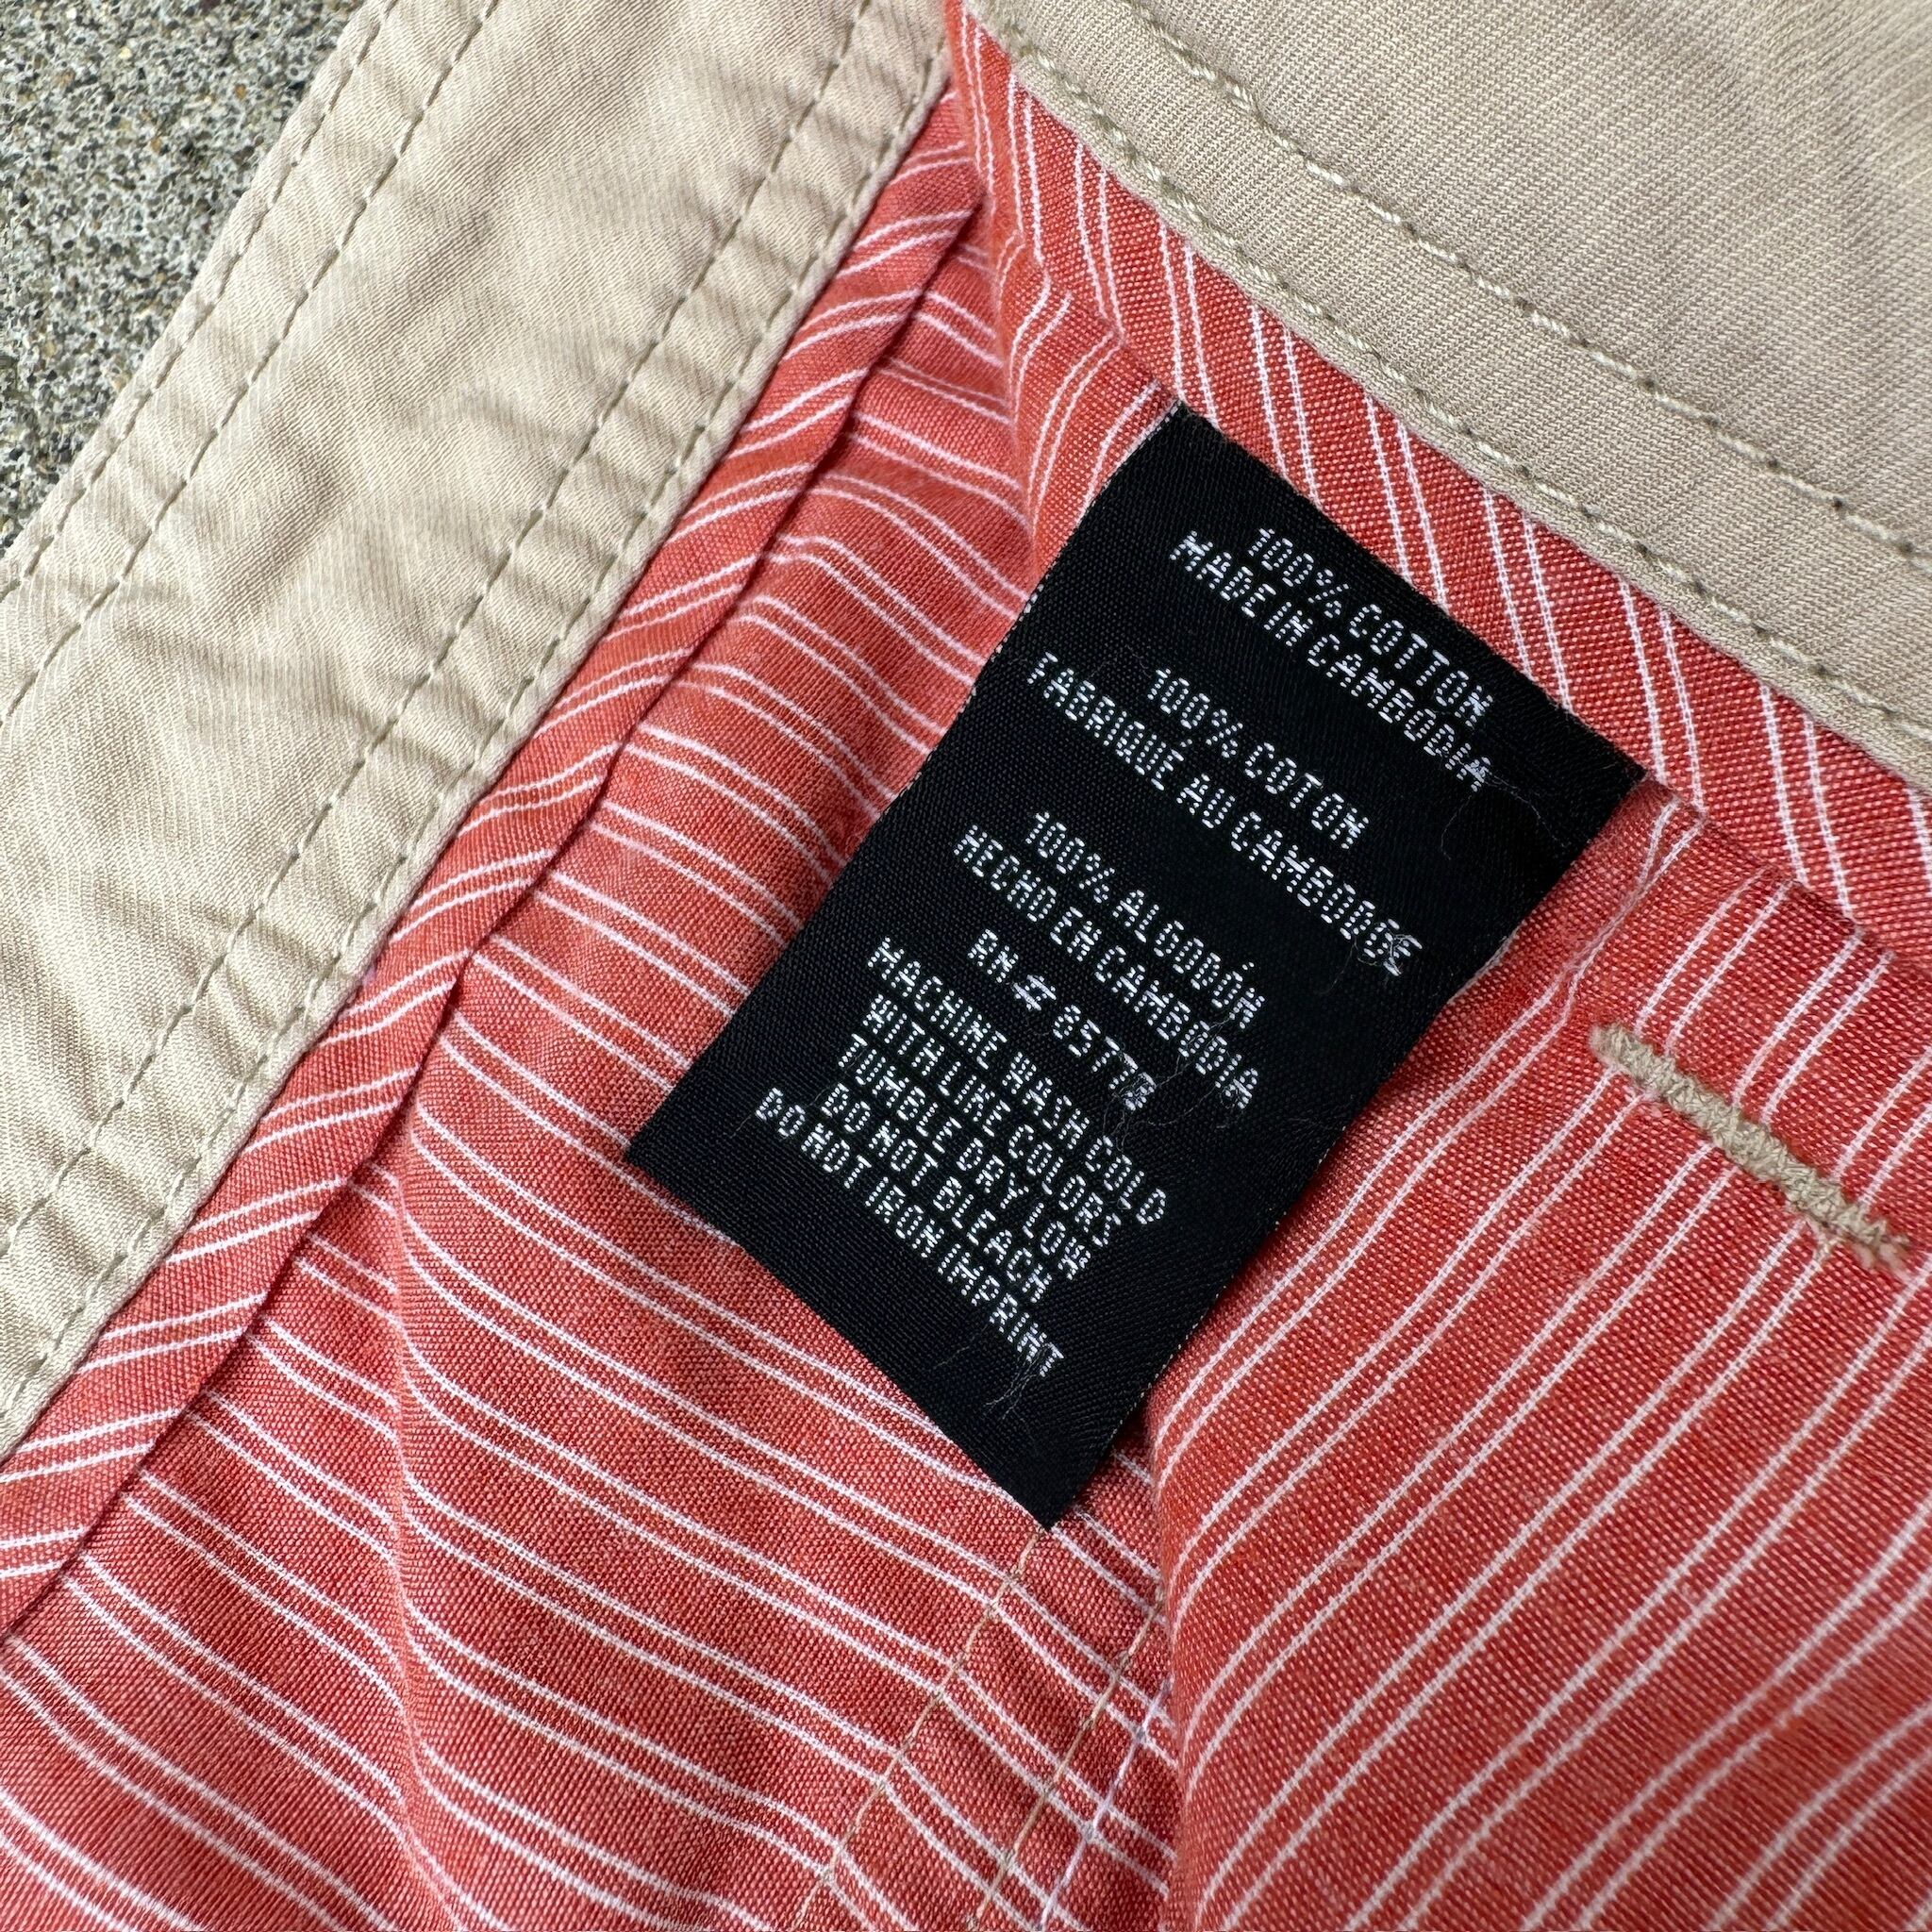 100% COTTON
MADE IN CAMBODIA
100% COTON
FABRIQUÉ AU CAMBODGE
100% ALGODÓN
HECHO EN CAMBODIA
RN#
MACHINE WASH COLD
WITH LIKE COLORS
TUMBLE DRY LOW
DO NOT BLEACH
DO NOT IRON IMPRINT